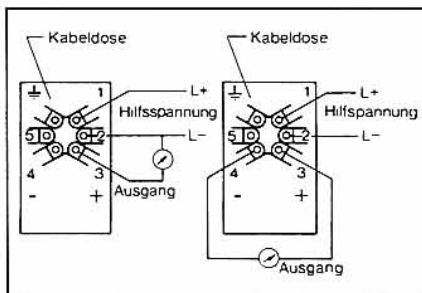 Kabeldose
1
L+
Hilfsspannung
5
2
L–
4
3
Ausgang
-
+
Kabeldose
1
L+
Hilfsspannung
5
2
L–
4
3
-
+
Ausgang